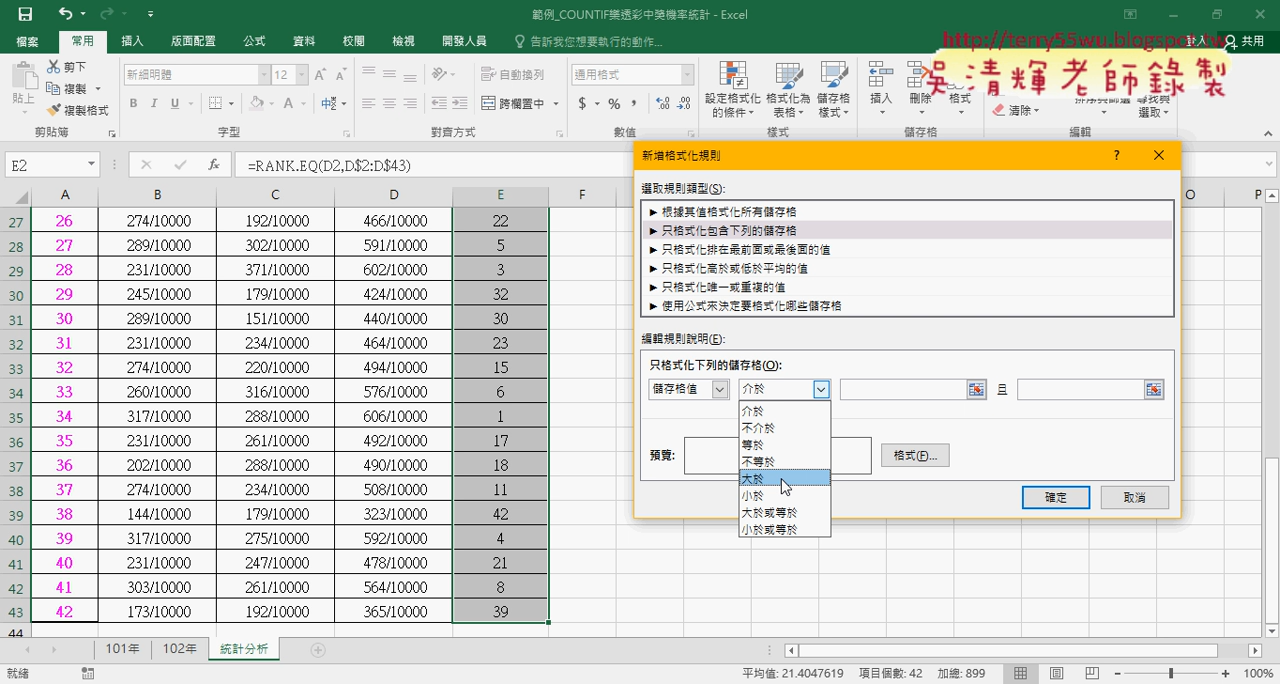 範例_COUNTIF樂透彩中獎機率統計 - Excel
檔案 常用 插入 版面配置 公式 資料 校閱 檢視 開發人員 告訴我您想要執行的動作... 登入 共用
http://terry55wu.blogspot.tw
吳清輝老師錄製
貼上 剪下 複製 複製格式 剪貼簿
新細明體 12 B I U 中 字型
自動換列 跨欄置中 對齊方式
通用格式 $ % 數值
設定格式化的條件 格式化為表格 儲存格樣式 樣式
插入 刪除 格式 儲存格
清除 排序與篩選 尋找與選取 編輯
E2 fx =RANK.EQ(D2,D$2:D$43)
A B C D E F O P
27 26 274/10000 192/10000 466/10000 22
28 27 289/10000 302/10000 591/10000 5
29 28 231/10000 371/10000 602/10000 3
30 29 245/10000 179/10000 424/10000 32
31 30 289/10000 151/10000 440/10000 30
32 31 231/10000 234/10000 464/10000 23
33 32 274/10000 220/10000 494/10000 15
34 33 260/10000 316/10000 576/10000 6
35 34 317/10000 288/10000 606/10000 1
36 35 231/10000 261/10000 492/10000 17
37 36 202/10000 288/10000 490/10000 18
38 37 274/10000 234/10000 508/10000 11
39 38 144/10000 179/10000 323/10000 42
40 39 317/10000 275/10000 592/10000 4
41 40 231/10000 247/10000 478/10000 21
42 41 303/10000 261/10000 564/10000 8
43 42 173/10000 192/10000 365/10000 39
44
新增格式化規則 ?
選取規則類型(S):
► 根據其值格式化所有儲存格
► 只格式化包含下列的儲存格
► 只格式化排在最前面或最後面的值
► 只格式化高於或低於平均的值
► 只格式化唯一或重複的值
► 使用公式來決定要格式化哪些儲存格
編輯規則說明(E):
只格式化下列的儲存格(O):
儲存格值 介於 且
介於
不介於
等於
不等於
大於
小於
大於或等於
小於或等於
預覽: 格式(F)...
確定 取消
101年 102年 統計分析
就緒 平均值: 21.4047619 項目個數: 42 加總: 899 100%